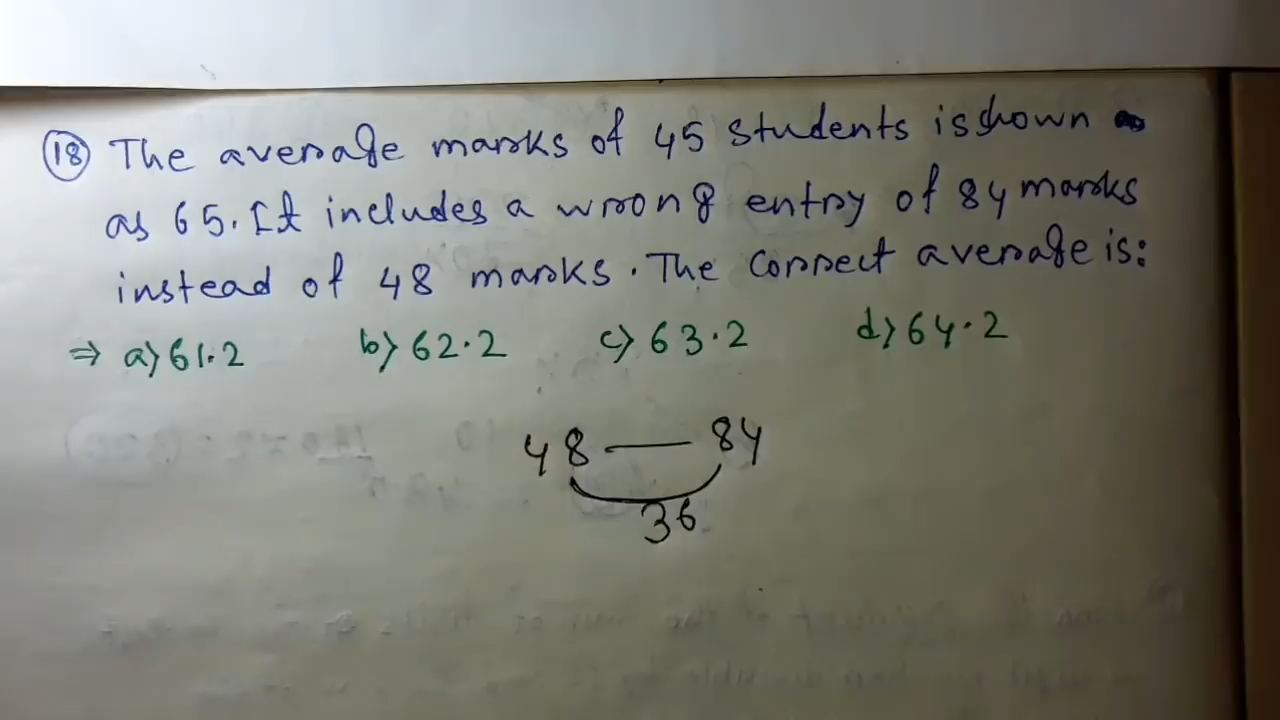 18 The average marks of 45 students is shown
as 65. It includes a wrong entry of 84 marks
instead of 48 marks. The correct average is:
⇒ a) 61.2 b) 62.2 c) 63.2 d) 64.2
48 — 84
36